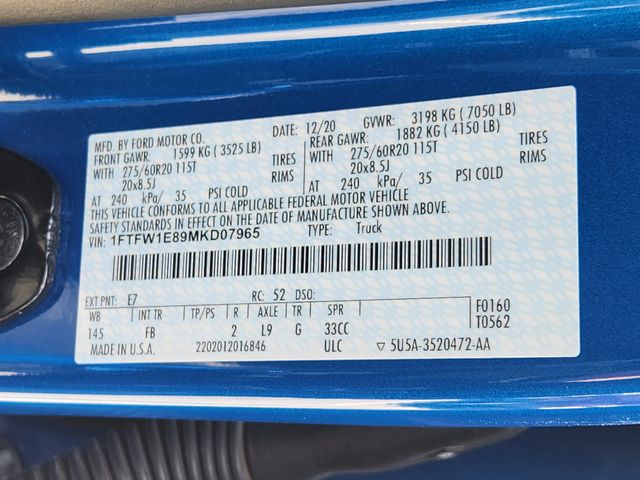 MFD. BY FORD MOTOR CO. 12/20 GVWR: 3198 KG ( 7050 LB)
FRONT GAWR: 1599 KG ( 3525 LB) REAR GAWR: 1882 KG ( 4150 LB)
WITH 275/60R20 115T TIRES WITH 275/60R20 115T TIRES
20x8.5J RIMS 20x8.5J RIMS
AT 240 kPa/ 35 PSI COLD AT 240 kPa/ 35 PSI COLD
THIS VEHICLE CONFORMS TO ALL APPLICABLE FEDERAL MOTOR VEHICLE
SAFETY STANDARDS IN EFFECT ON THE DATE OF MANUFACTURE SHOWN ABOVE.
VIN: 1FTFW1E89MKD07965 TYPE: Truck
EXT PNT: E7 RC: 52 DSO:
WB INT TR TP/PS R AXLE TR SPR F0160
145 FB 2 L9 G 33CC T0562
MADE IN U.S.A. 2202012016846 ULC ▽ 5U5A-3520472-AA